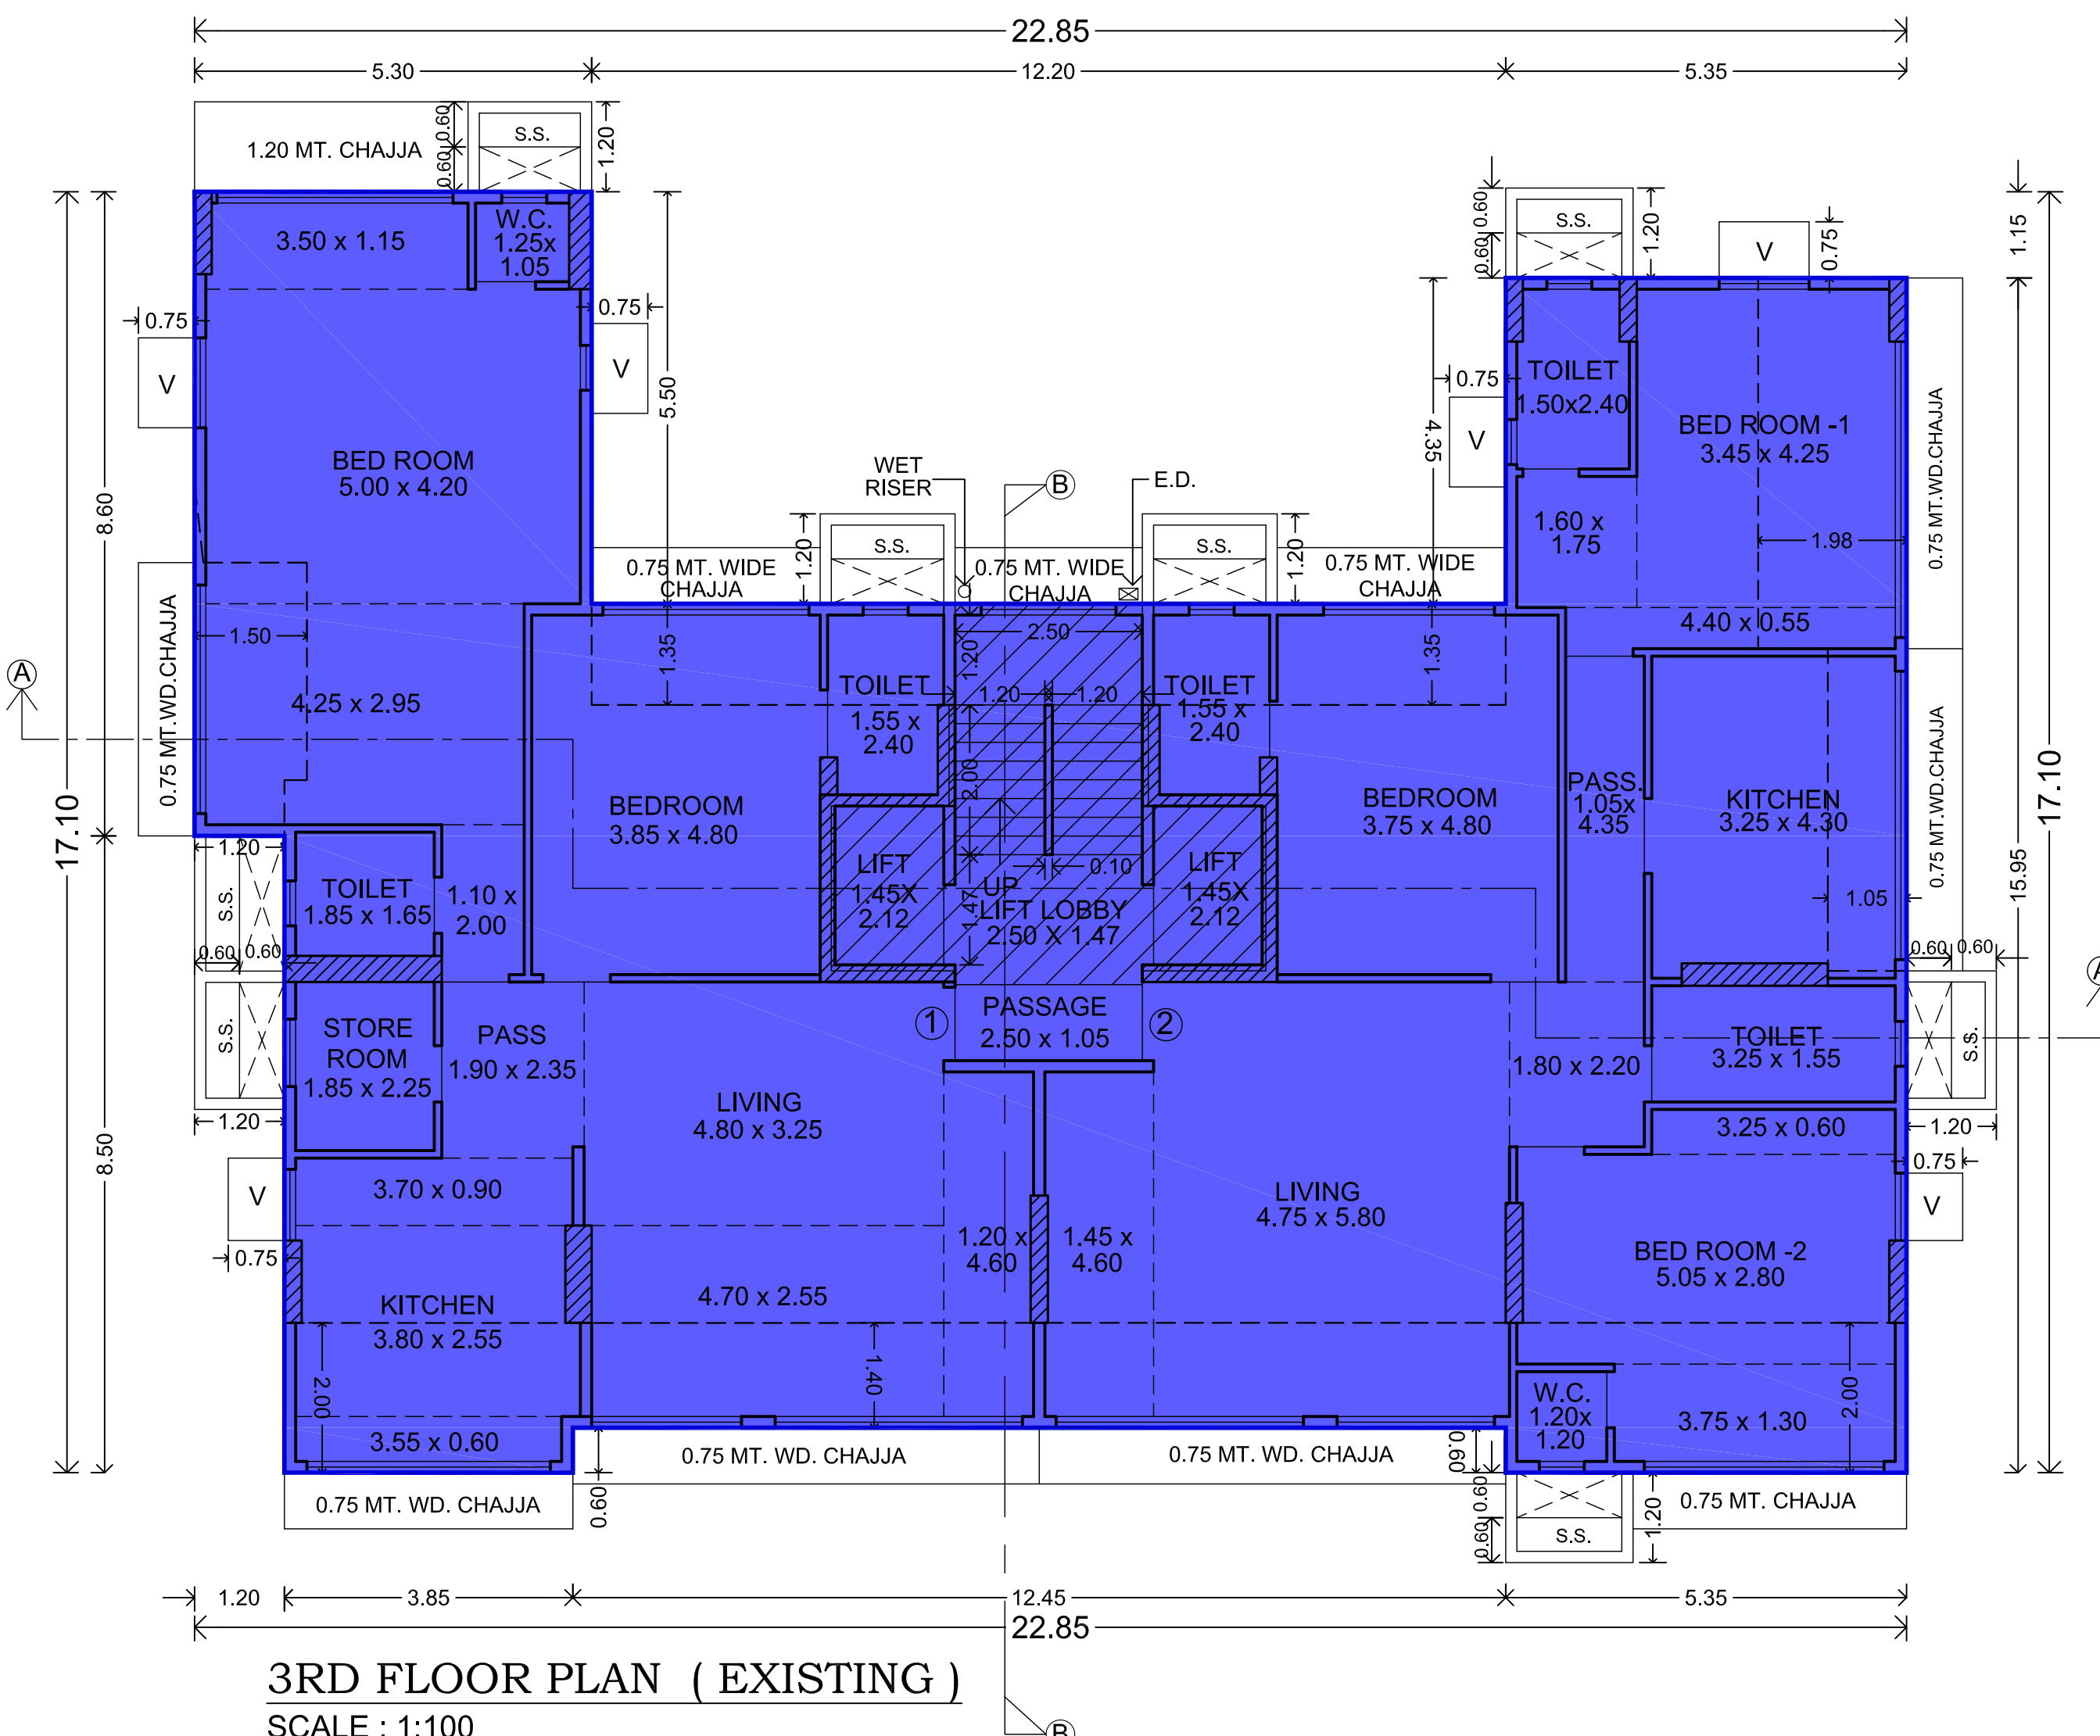 22.85
5.30
12.20
5.35
1.20 MT. CHAJJA
0.60
0.60
S.S.
1.20
0.60
0.60
S.S.
1.20
V
0.75
1.15
3.50 x 1.15
W.C.
1.25x
1.05
0.75
V
0.75
V
5.50
8.60
BED ROOM
5.00 x 4.20
WET
RISER
B
E.D.
4.35
0.75
V
TOILET
1.50x2.40
BED ROOM -1
3.45 x 4.25
0.75 MT.WD.CHAJJA
1.60 x
1.75
1.98
1.20
S.S.
0.75 MT. WIDE
CHAJJA
0.75 MT. WIDE
CHAJJA
S.S.
1.20
0.75 MT. WIDE
CHAJJA
4.40 x 0.55
0.75 MT.WD.CHAJJA
1.50
4.25 x 2.95
A
1.35
2.50
1.20
1.20
1.20
1.35
TOILET
1.55 x
2.40
TOILET
1.55 x
2.40
2.00
17.10
BEDROOM
3.85 x 4.80
BEDROOM
3.75 x 4.80
PASS.
1.05x
4.35
KITCHEN
3.25 x 4.30
0.75 MT.WD.CHAJJA
17.10
15.95
1.20
S.S.
TOILET
1.85 x 1.65
1.10 x
2.00
LIFT
1.45X
2.12
0.10
UP
LIFT LOBBY
2.50 X 1.47
1.47
LIFT
1.45X
2.12
1.05
0.60
0.60
0.60
0.60
A
S.S.
STORE
ROOM
1.85 x 2.25
PASS
1.90 x 2.35
1
PASSAGE
2.50 x 1.05
2
1.80 x 2.20
TOILET
3.25 x 1.55
S.S.
1.20
8.50
LIVING
4.80 x 3.25
3.25 x 0.60
1.20
0.75
V
V
0.75
3.70 x 0.90
1.20 x
4.60
1.45 x
4.60
LIVING
4.75 x 5.80
BED ROOM -2
5.05 x 2.80
KITCHEN
3.80 x 2.55
4.70 x 2.55
2.00
1.40
W.C.
1.20x
1.20
3.75 x 1.30
2.00
3.55 x 0.60
0.75 MT. WD. CHAJJA
0.75 MT. WD. CHAJJA
0.60
0.75 MT. WD. CHAJJA
0.60
0.60
0.60
S.S.
1.20
0.75 MT. CHAJJA
1.20
3.85
12.45
5.35
22.85
3RD FLOOR PLAN ( EXISTING )
SCALE : 1:100
B